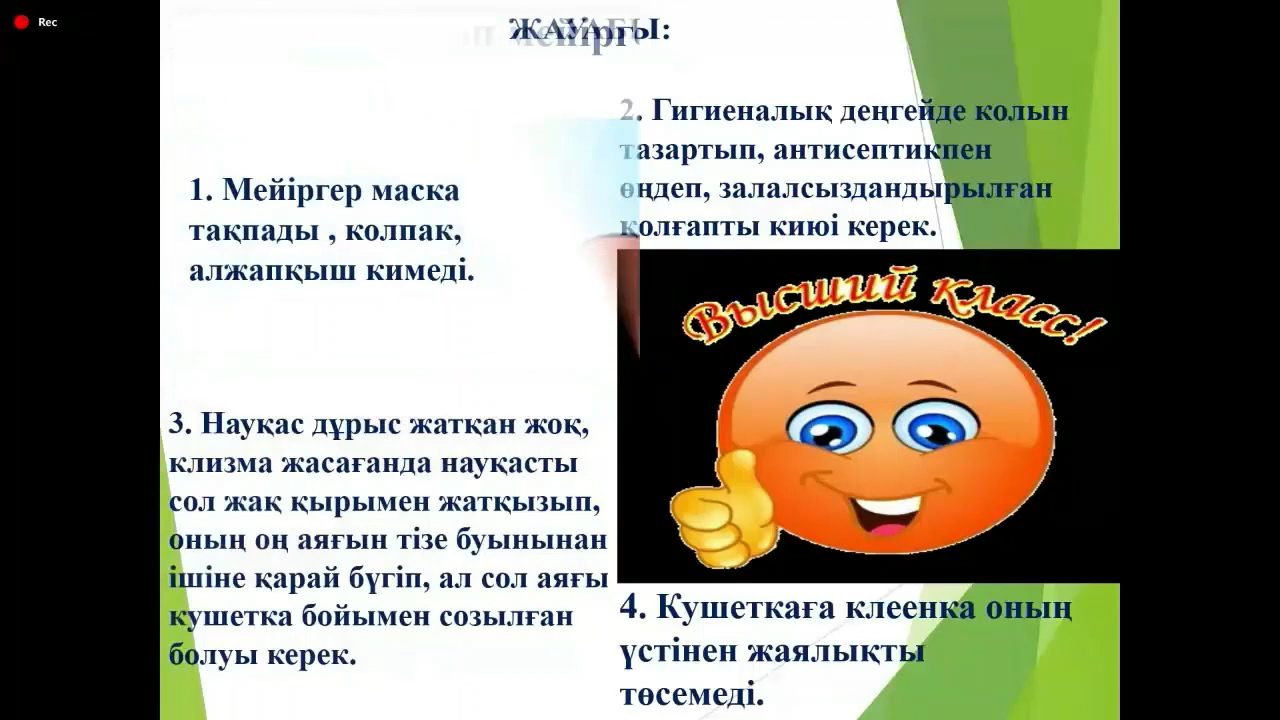 Rec
ЖАУАБЫ:
1. Мейіргер маска
тақпады , колпак,
алжапқыш кимеді.
2. Гигиеналық деңгейде колын
тазартып, антисептикпен
өңдеп, залалсыздандырылған
қолғапты киюі керек.
Высший класс!
3. Науқас дұрыс жатқан жоқ,
клизма жасағанда науқасты
сол жақ қырымен жатқызып,
оның оң аяғын тізе буынынан
ішіне қарай бүгіп, ал сол аяғы
кушетка бойымен созылған
болуы керек.
4. Кушеткаға клеенка оның
үстінен жаялықты
төсемеді.